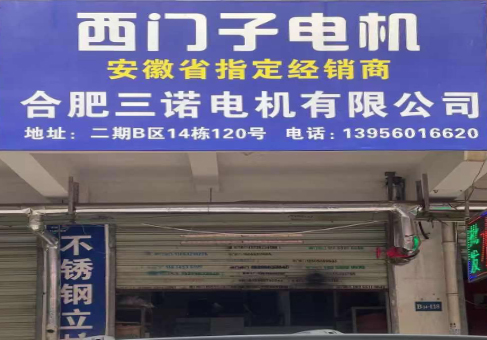 西门子电机
安徽省指定经销商
合肥三诺电机有限公司
地址：二期B区14栋120号 电话：13956016620
不锈钢立